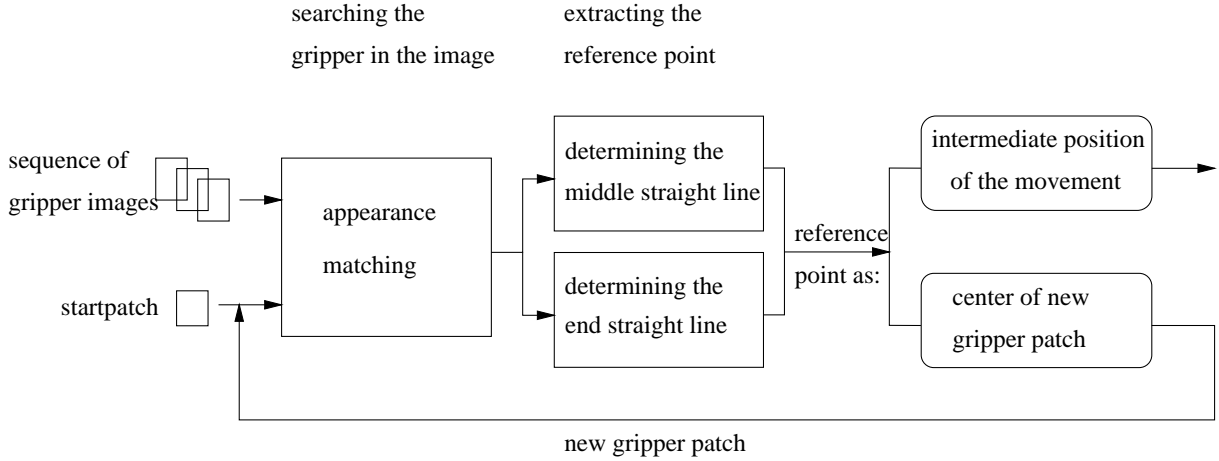 searching the
gripper in the image
extracting the
reference point
sequence of
gripper images
startpatch
appearance
matching
determining the
middle straight line
determining the
end straight line
reference
point as:
intermediate position
of the movement
center of new
gripper patch
new gripper patch